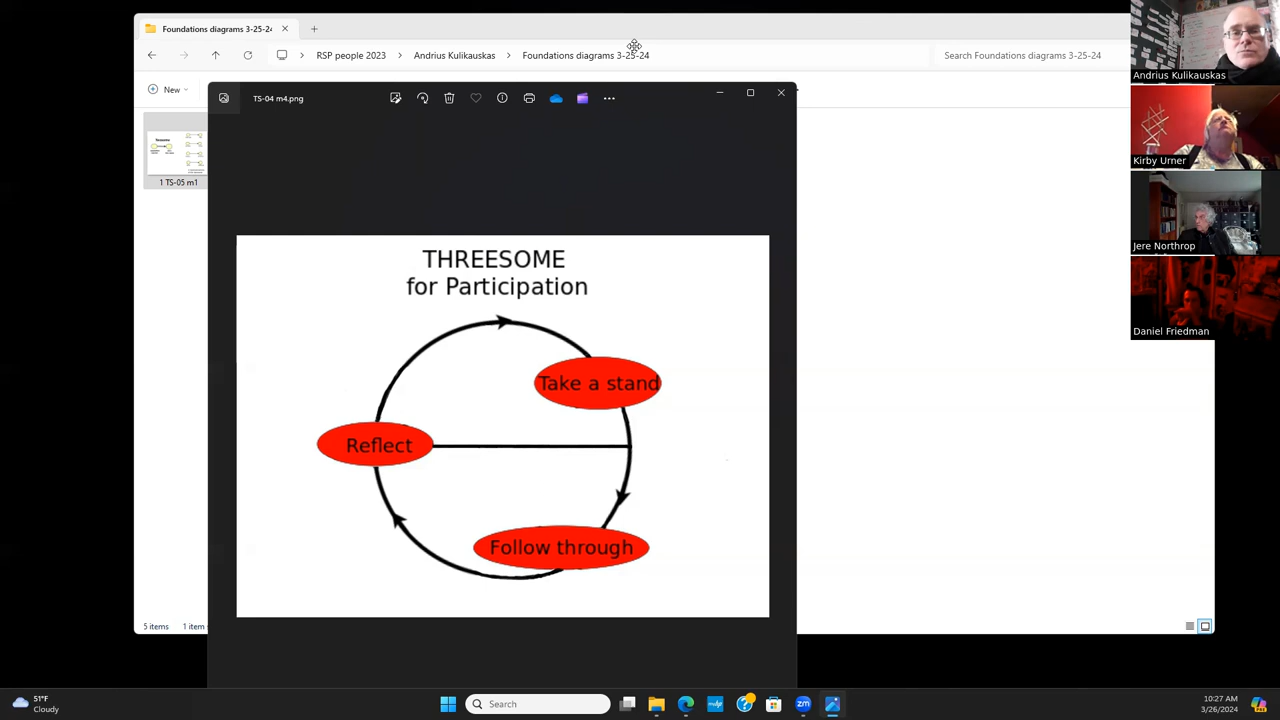 Foundations diagrams 3-25-24
RSP people 2023
Andrius Kulikauskas
Foundations diagrams 3-25-24
Search Foundations diagrams 3-25-24
New
TS-04 m4.png
1 TS-05 m1
THREESOME
for Participation
Take a stand
Reflect
Follow through
Andrius Kulikauskas
Kirby Urner
Jere Northrop
Daniel Friedman
5 items
1 item s
51°F
Cloudy
Search
zm
10:27 AM
3/26/2024